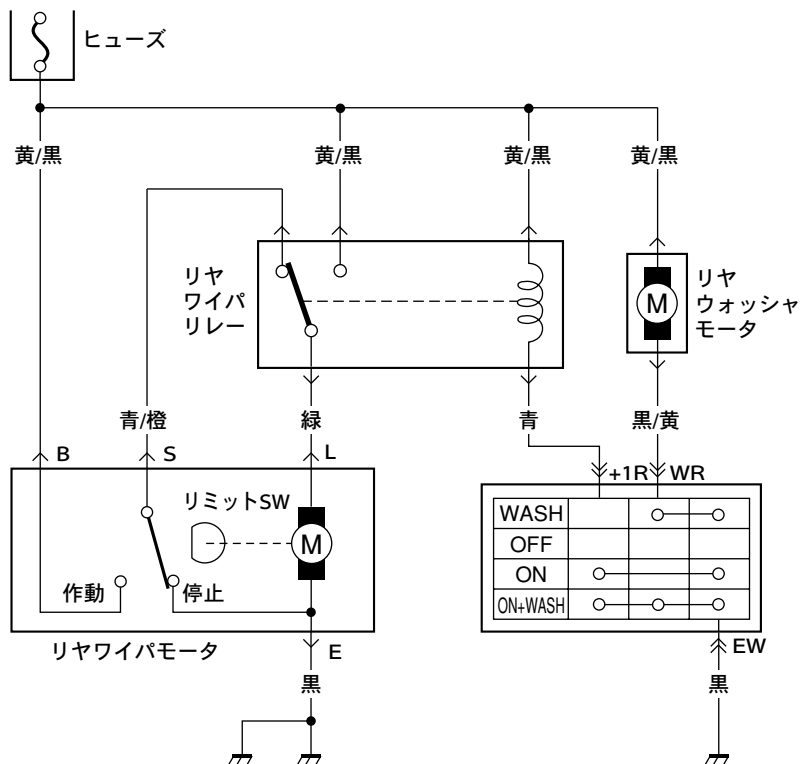 ヒューズ
黄/黒
黄/黒
黄/黒
黄/黒
リヤ
ワイパ
リレー
リヤ
ウォッシャ
モータ
M
青/橙
緑
青
黒/黄
B
S
L
+1R
WR
リミットSW
M
作動
停止
WASH
OFF
ON
ON+WASH
リヤワイパモータ
E
EW
黒
黒